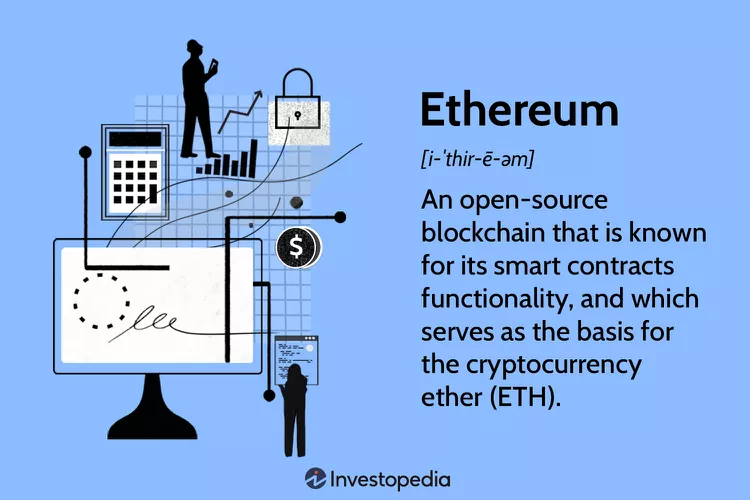 Ethereum
[i-ˈthir-ē-əm]
An open-source
blockchain that is known
for its smart contracts
functionality, and which
serves as the basis for
the cryptocurrency
ether (ETH).
$
Investopedia